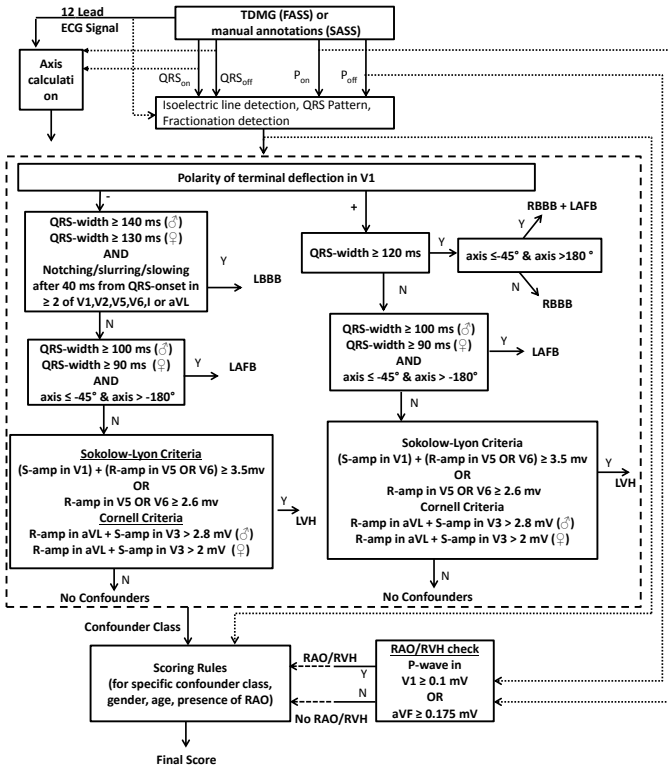 12 Lead
ECG Signal
TDMG (FASS) or
manual annotations (SASS)
Axis
calculati
on
QRSon
QRSoff
Pon
Poff
Isoelectric line detection, QRS Pattern,
Fractionation detection
Polarity of terminal deflection in V1
-
+
QRS-width ≥ 140 ms (♂)
QRS-width ≥ 130 ms (♀)
AND
Notching/slurring/slowing
after 40 ms from QRS-onset in
≥ 2 of V1,V2,V5,V6,I or aVL
Y
LBBB
N
QRS-width ≥ 120 ms
Y
axis ≤-45° & axis >180 °
Y
RBBB + LAFB
N
RBBB
N
QRS-width ≥ 100 ms (♂)
QRS-width ≥ 90 ms (♀)
AND
axis ≤ -45° & axis > -180°
Y
LAFB
N
QRS-width ≥ 100 ms (♂)
QRS-width ≥ 90 ms (♀)
AND
axis ≤ -45° & axis > -180°
Y
LAFB
N
Sokolow-Lyon Criteria
(S-amp in V1) + (R-amp in V5 OR V6) ≥ 3.5mv
OR
R-amp in V5 OR V6 ≥ 2.6 mv
Cornell Criteria
R-amp in aVL + S-amp in V3 > 2.8 mV (♂)
R-amp in aVL + S-amp in V3 > 2 mV (♀)
Y
LVH
N
No Confounders
Sokolow-Lyon Criteria
(S-amp in V1) + (R-amp in V5 OR V6) ≥ 3.5 mv
OR
R-amp in V5 OR V6 ≥ 2.6 mv
Cornell Criteria
R-amp in aVL + S-amp in V3 > 2.8 mV (♂)
R-amp in aVL + S-amp in V3 > 2 mV (♀)
Y
LVH
N
No Confounders
Confounder Class
Scoring Rules
(for specific confounder class,
gender, age, presence of RAO)
RAO/RVH
Y
N
No RAO/RVH
RAO/RVH check
P-wave in
V1 ≥ 0.1 mV
OR
aVF ≥ 0.175 mV
Final Score